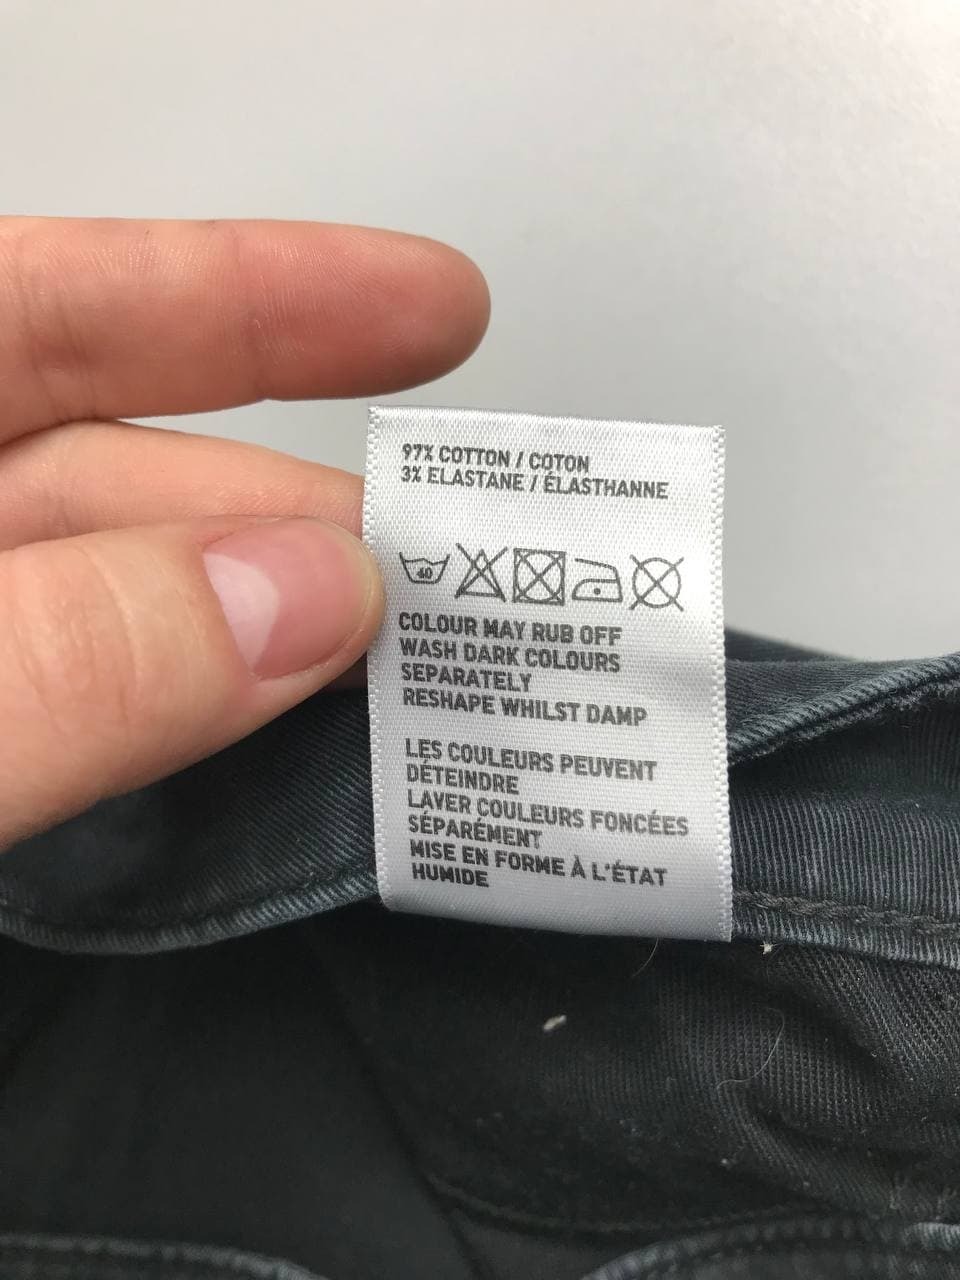 97% COTTON / COTON
3% ELASTANE / ÉLASTHANNE
40
COLOUR MAY RUB OFF
WASH DARK COLOURS
SEPARATELY
RESHAPE WHILST DAMP
LES COULEURS PEUVENT
DÉTEINDRE
LAVER COULEURS FONCÉES
SÉPARÉMENT
MISE EN FORME À L'ÉTAT
HUMIDE